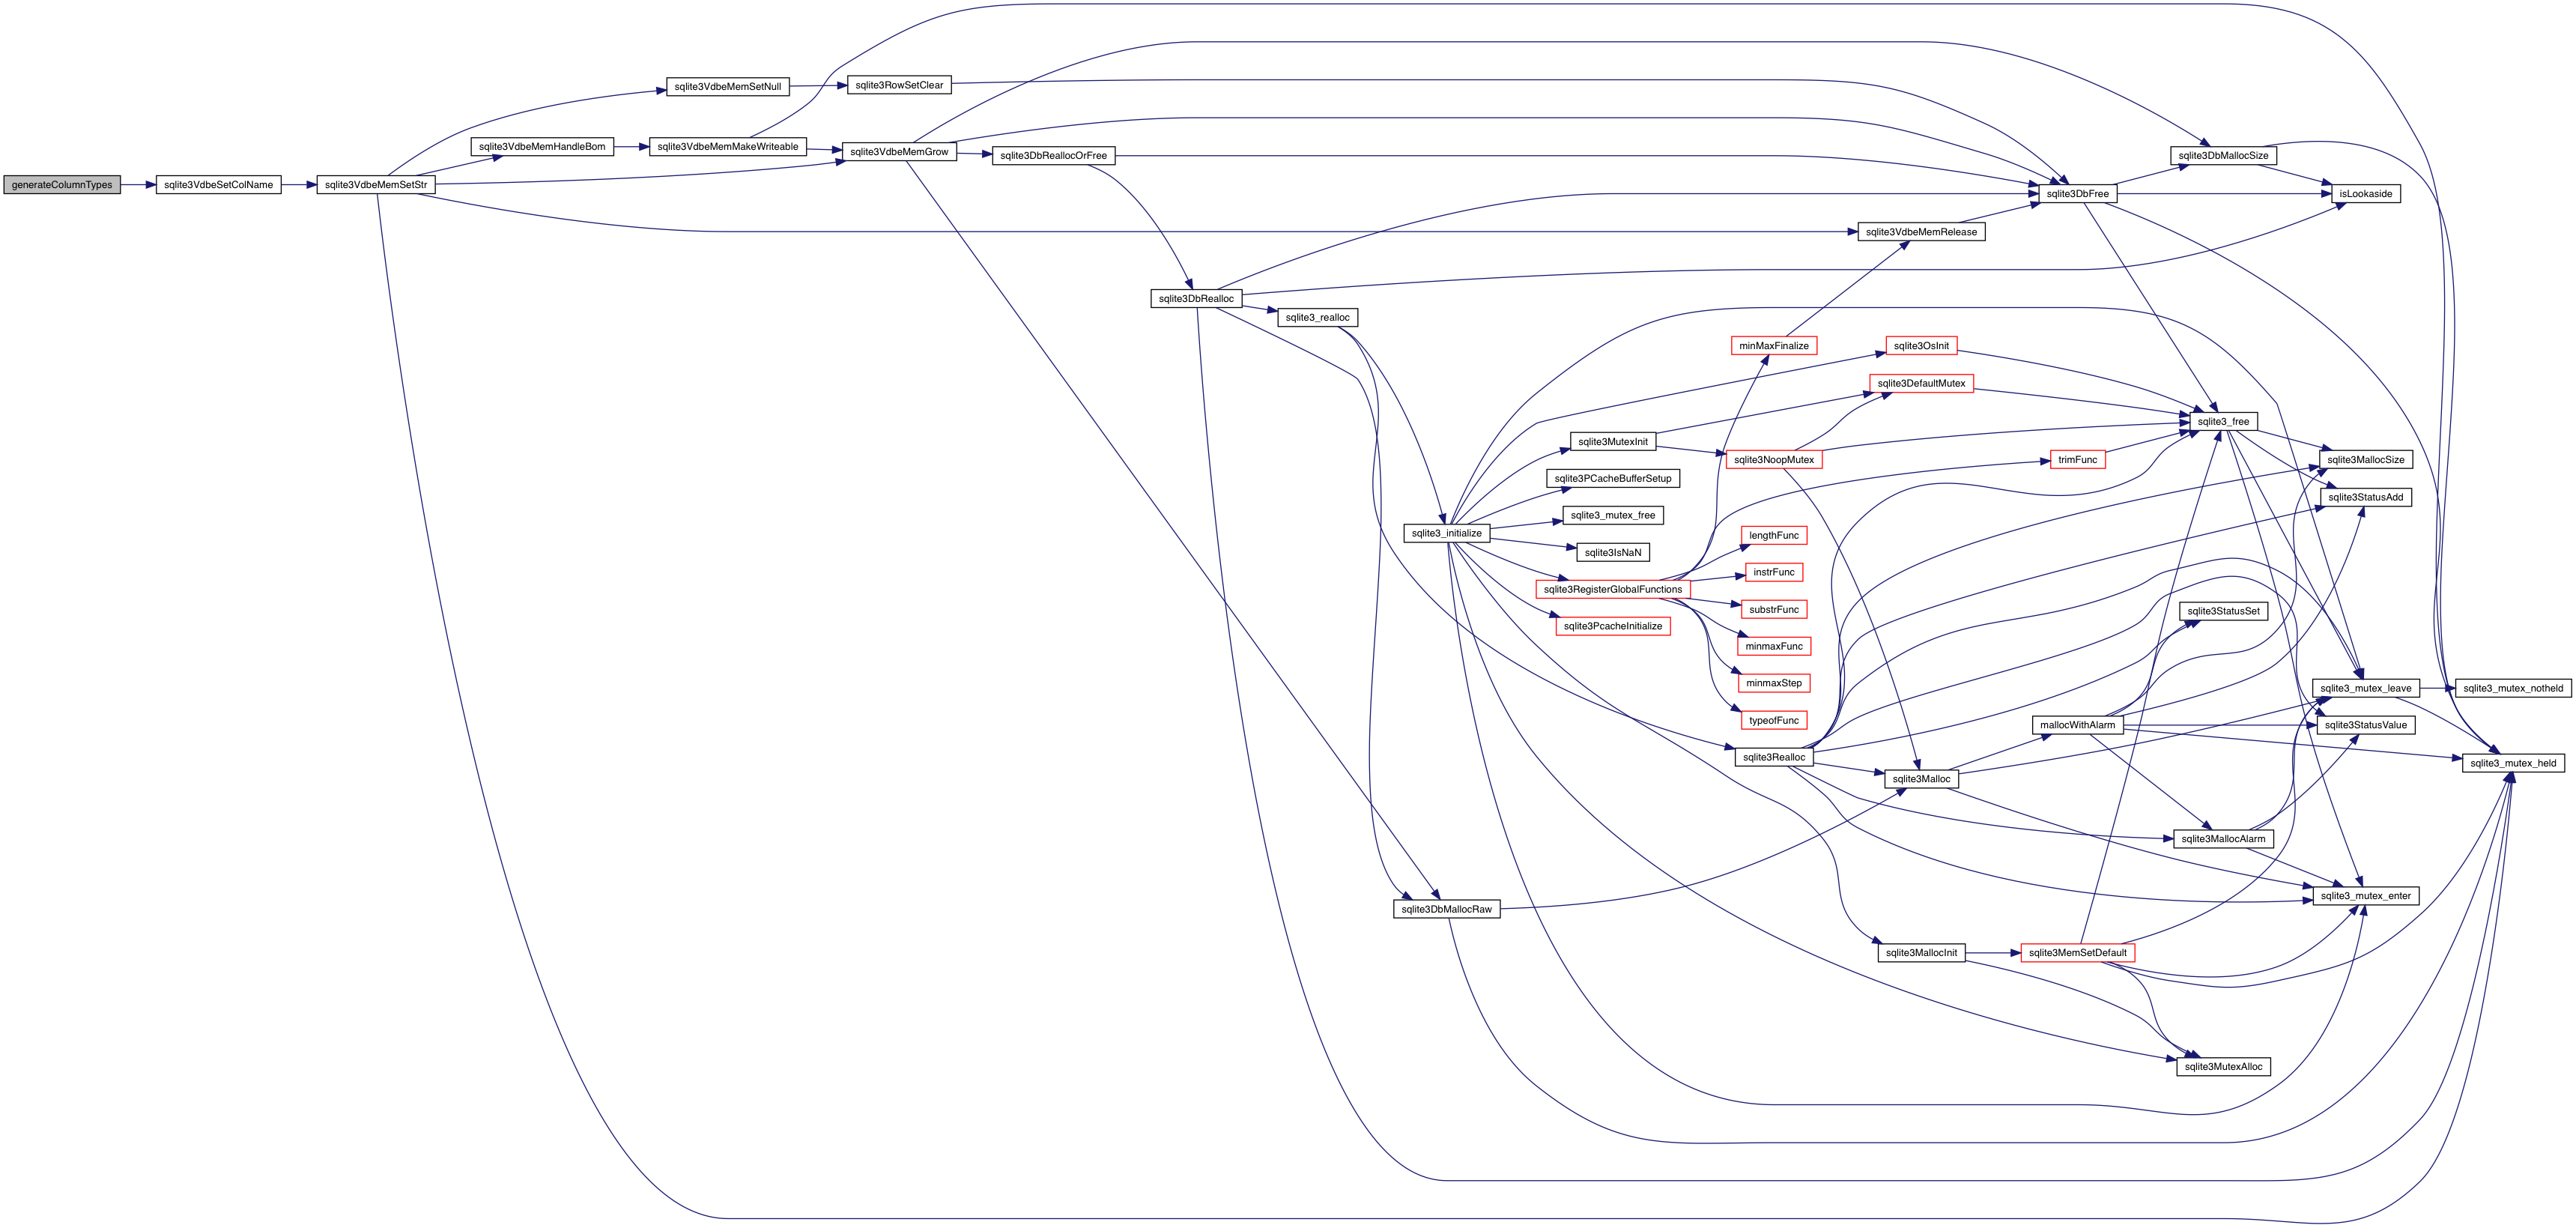 generateColumnTypes
sqlite3VdbeSetColName
sqlite3VdbeMemSetStr
sqlite3VdbeMemSetNull
sqlite3RowSetClear
sqlite3VdbeMemHandleBom
sqlite3VdbeMemMakeWriteable
sqlite3VdbeMemGrow
sqlite3DbReallocOrFree
sqlite3DbMallocSize
sqlite3DbFree
isLookaside
sqlite3VdbeMemRelease
sqlite3DbRealloc
sqlite3_realloc
minMaxFinalize
sqlite3OsInit
sqlite3DefaultMutex
sqlite3_free
sqlite3MutexInit
sqlite3NoopMutex
trimFunc
sqlite3MallocSize
sqlite3PCacheBufferSetup
sqlite3StatusAdd
sqlite3_mutex_free
sqlite3_initialize
lengthFunc
sqlite3IsNaN
instrFunc
sqlite3RegisterGlobalFunctions
substrFunc
sqlite3StatusSet
sqlite3PcacheInitialize
minmaxFunc
minmaxStep
sqlite3_mutex_leave
sqlite3_mutex_notheld
typeofFunc
mallocWithAlarm
sqlite3StatusValue
sqlite3Realloc
sqlite3_mutex_held
sqlite3Malloc
sqlite3MallocAlarm
sqlite3_mutex_enter
sqlite3DbMallocRaw
sqlite3MallocInit
sqlite3MemSetDefault
sqlite3MutexAlloc